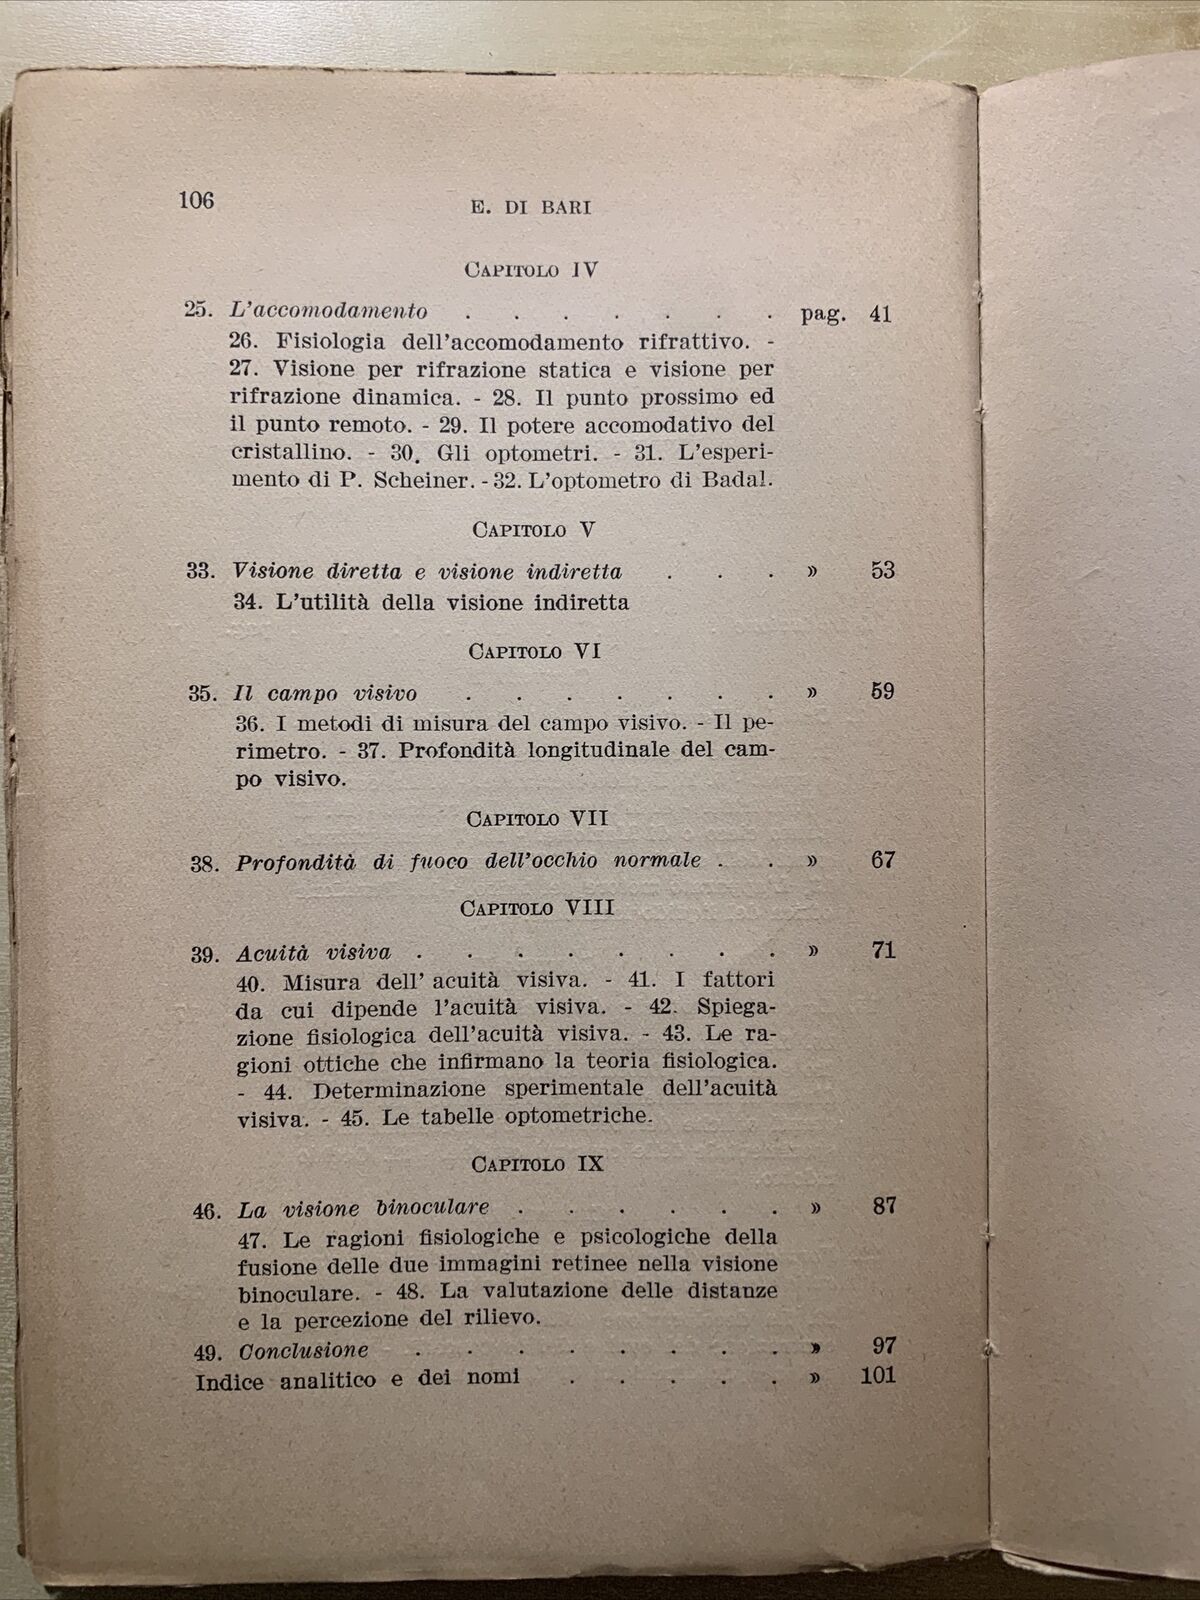 106
E. DI BARI
CAPITOLO IV
25. L'accomodamento . . . . . . . pag. 41
26. Fisiologia dell'accomodamento rifrattivo. -
27. Visione per rifrazione statica e visione per
rifrazione dinamica. - 28. Il punto prossimo ed
il punto remoto. - 29. Il potere accomodativo del
cristallino. - 30. Gli optometri. - 31. L'esperi-
mento di P. Scheiner. - 32. L'optometro di Badal.
CAPITOLO V
33. Visione diretta e visione indiretta . . . » 53
34. L'utilità della visione indiretta
CAPITOLO VI
35. Il campo visivo . . . . . . . » 59
36. I metodi di misura del campo visivo. - Il pe-
rimetro. - 37. Profondità longitudinale del cam-
po visivo.
CAPITOLO VII
38. Profondità di fuoco dell'occhio normale . . » 67
CAPITOLO VIII
39. Acuità visiva . . . . . . . . » 71
40. Misura dell' acuità visiva. - 41. I fattori
da cui dipende l'acuità visiva. - 42. Spiega-
zione fisiologica dell'acuità visiva. - 43. Le ra-
gioni ottiche che infirmano la teoria fisiologica.
- 44. Determinazione sperimentale dell'acuità
visiva. - 45. Le tabelle optometriche.
CAPITOLO IX
46. La visione binoculare . . . . . . » 87
47. Le ragioni fisiologiche e psicologiche della
fusione delle due immagini retinee nella visione
binoculare. - 48. La valutazione delle distanze
e la percezione del rilievo.
49. Conclusione . . . . . . . . » 97
Indice analitico e dei nomi . . . . . » 101